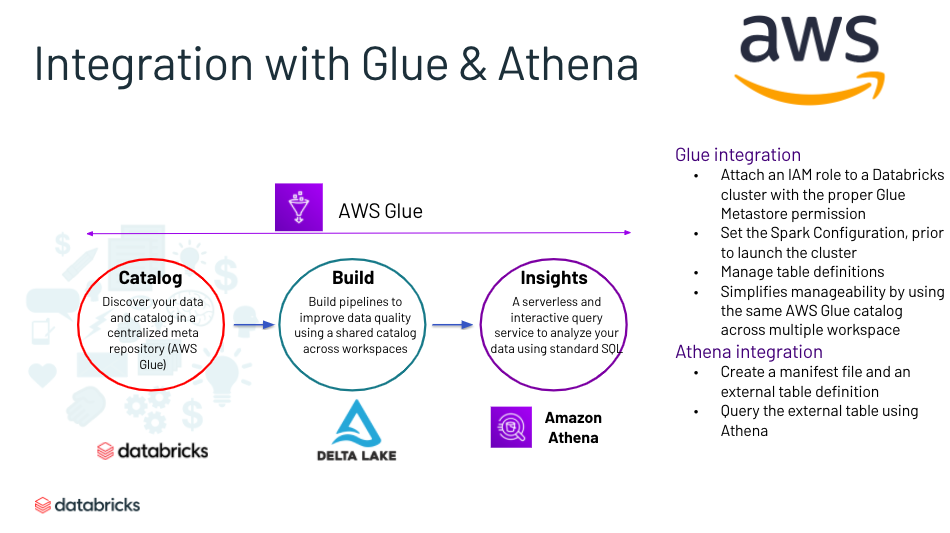 aws
Integration with Glue & Athena
AWS Glue
Catalog
Discover your data
and catalog in a
centralized meta
repository (AWS
Glue)
databricks
Build
Build pipelines to
improve data quality
using a shared catalog
across workspaces
DELTA LAKE
Insights
A serverless and
interactive query
service to analyze your
data using standard SQL
Amazon
Athena
Glue integration
• Attach an IAM role to a Databricks
cluster with the proper Glue
Metastore permission
• Set the Spark Configuration, prior
to launch the cluster
• Manage table definitions
• Simplifies manageability by using
the same AWS Glue catalog
across multiple workspace
Athena integration
• Create a manifest file and an
external table definition
• Query the external table using
Athena
databricks